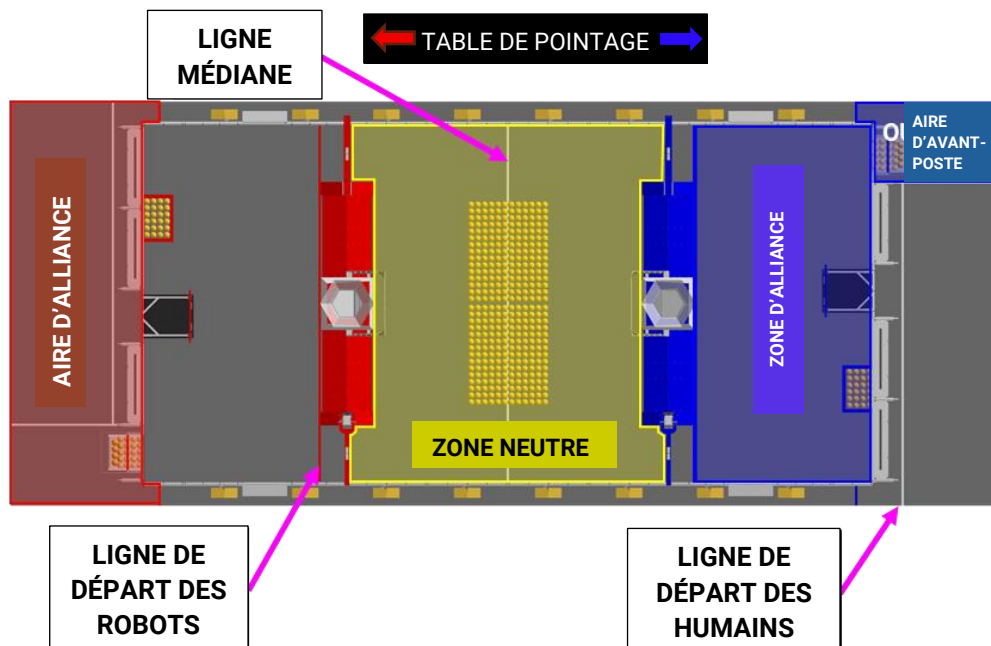 LIGNE
MÉDIANE
TABLE DE POINTAGE
AIRE
D'AVANT-
POSTE
OU
AIRE D'ALLIANCE
ZONE D'ALLIANCE
ZONE NEUTRE
LIGNE DE
DÉPART DES
ROBOTS
LIGNE DE
DÉPART DES
HUMAINS